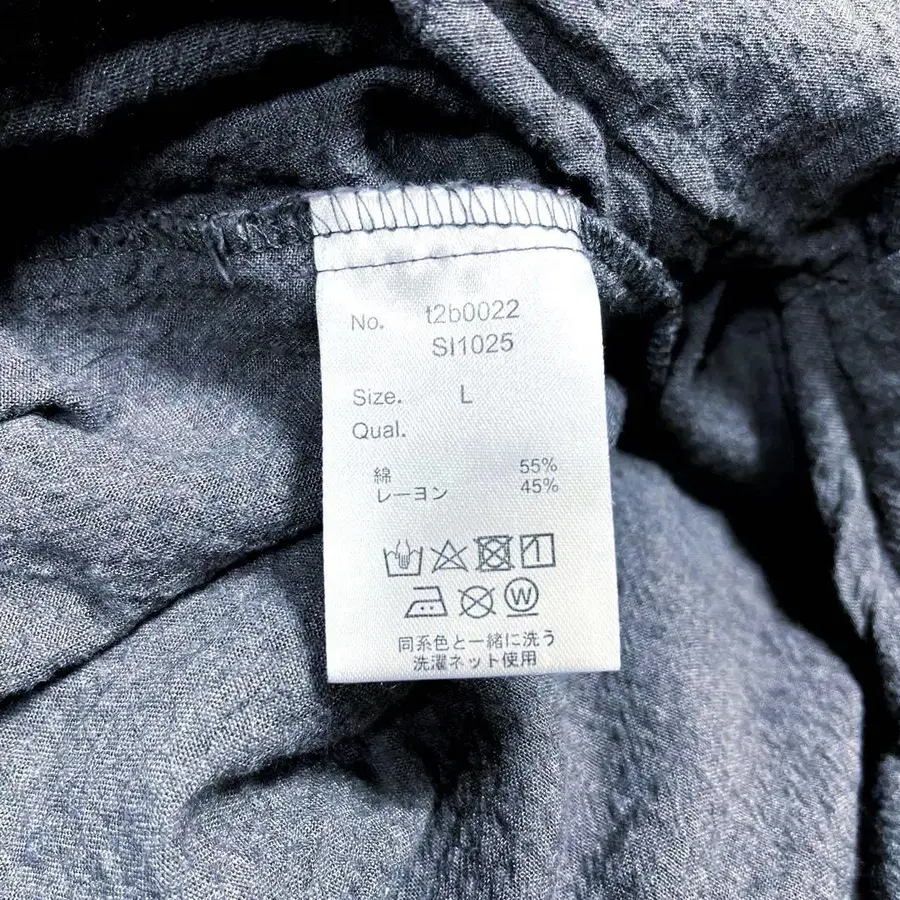 No. t2b0022
SI1025
Size. L
Qual.
綿 55%
レーヨン 45%
W
同系色と一緒に洗う
洗濯ネット使用